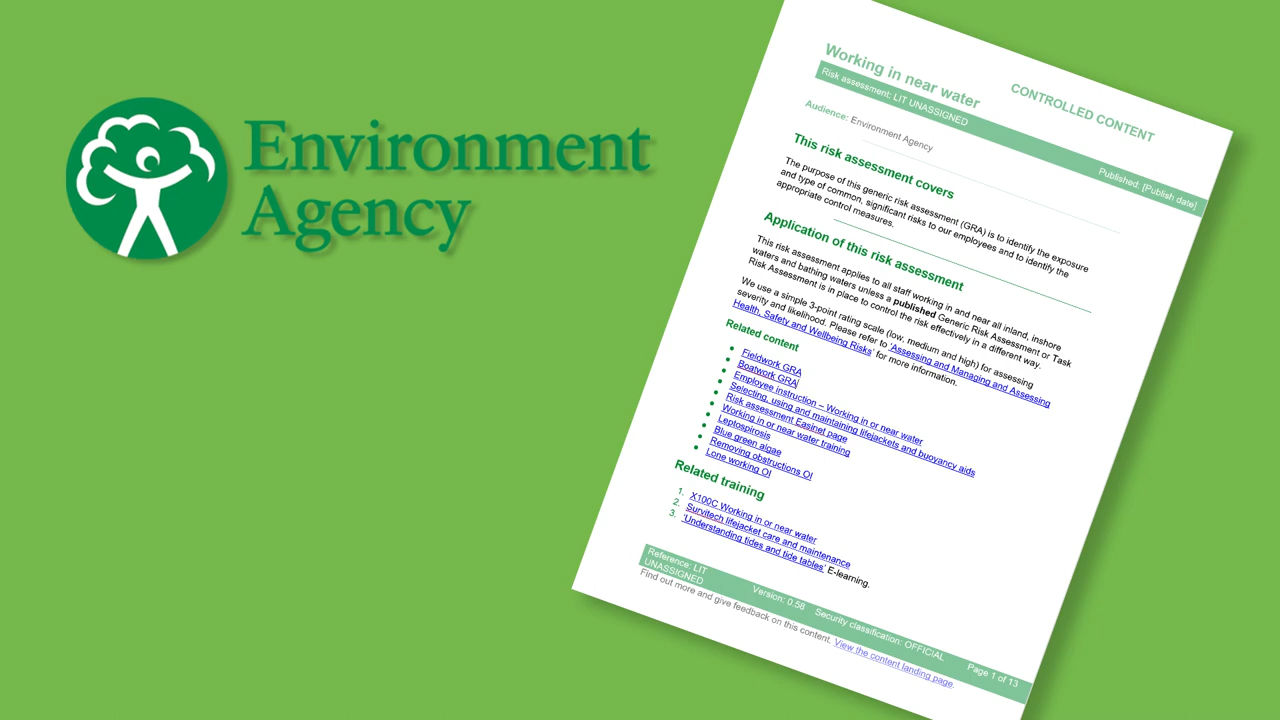 Environment
Agency
Working in near water
CONTROLLED CONTENT
Risk assessment: LIT UNASSIGNED
Published: [Publish date]
Audience: Environment Agency
This risk assessment covers
The purpose of this generic risk assessment (GRA) is to identify the exposure
and type of common, significant risks to our employees and to identify the
appropriate control measures.
Application of this risk assessment
This risk assessment applies to all staff working in and near all inland, inshore
waters and bathing waters unless a published Generic Risk Assessment or Task
Risk Assessment is in place to control the risk effectively in a different way.
We use a simple 3-point rating scale (low, medium and high) for assessing
severity and likelihood. Please refer to 'Assessing and Managing and Assessing
Health, Safety and Wellbeing Risks' for more information.
Related content
• Fieldwork GRA
• Boatwork GRA
• Employee instruction – Working in or near water
• Selecting, using and maintaining lifejackets and buoyancy aids
• Risk assessment Easinet page
• Working in or near water training
• Leptospirosis
• Blue green algae
• Removing obstructions OI
• Lone working OI
Related training
1. X100C Working in or near water
2. Survitech lifejacket care and maintenance
3. 'Understanding tides and tide tables' E-learning.
Reference: LIT
UNASSIGNED
Version: 0.58
Security classification: OFFICIAL
Page 1 of 13
Find out more and give feedback on this content. View the content landing page.